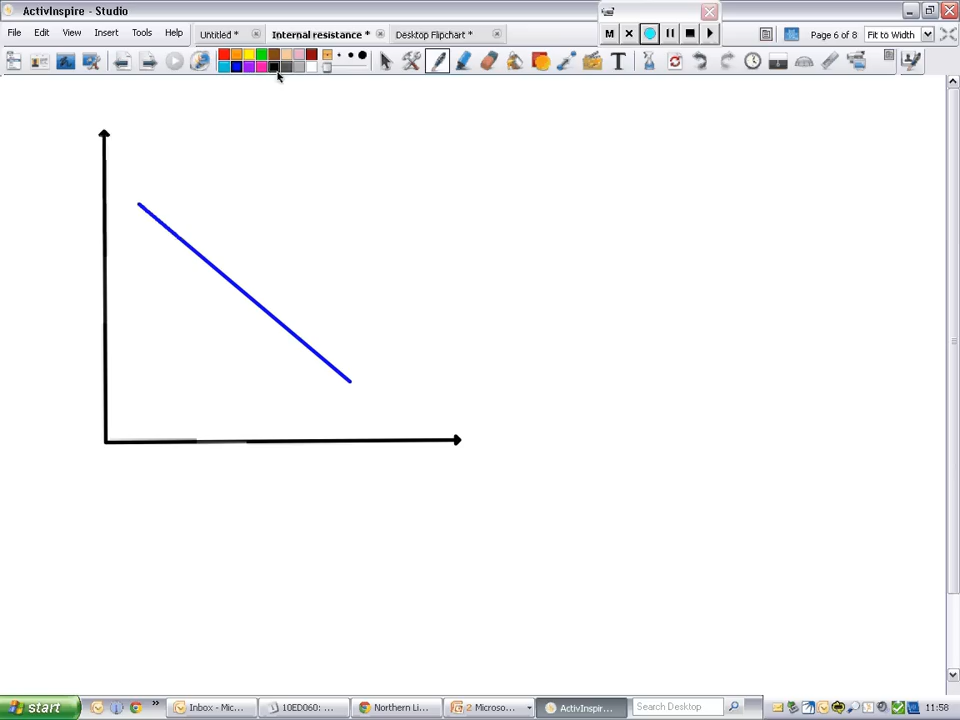 ActivInspire - Studio
File Edit View Insert Tools Help
Untitled * Internal resistance * Desktop Flipchart *
M
Page 6 of 8 Fit to Width
T
start Inbox - Mic... 10ED060: ... Northern Li... 2 Microso... ActivInspir... Search Desktop 11:58